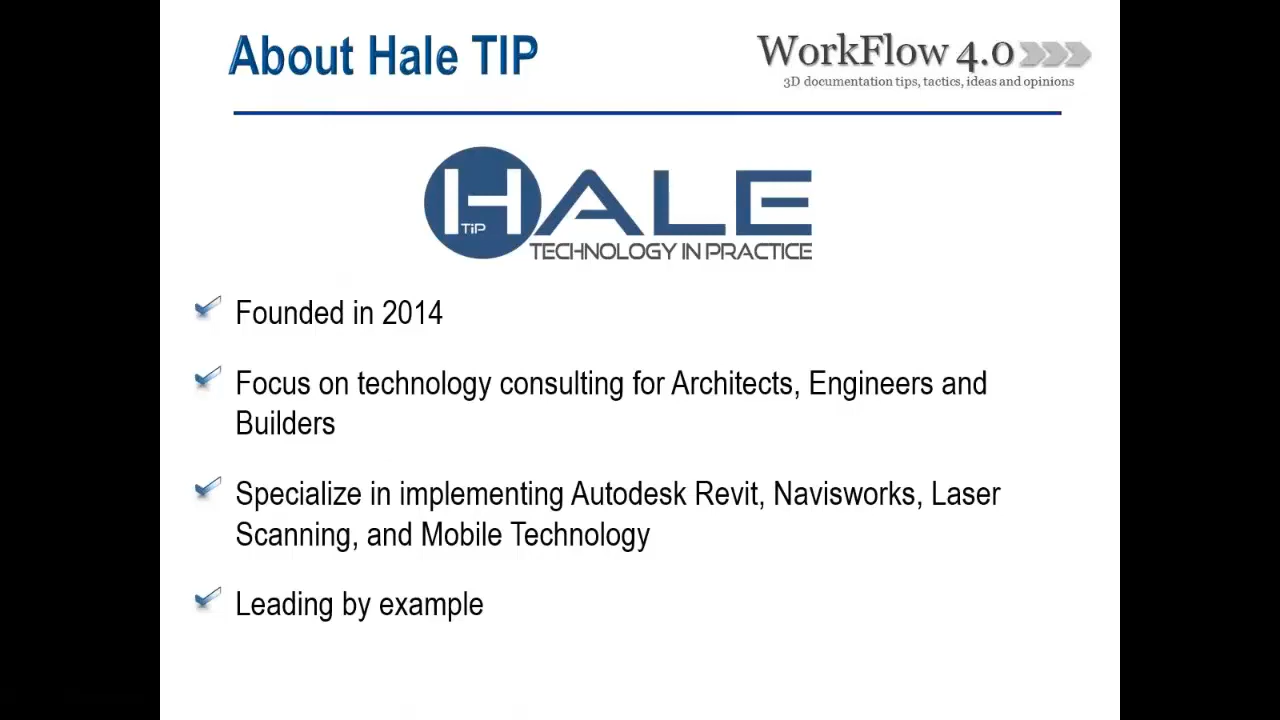 About Hale TIP
WorkFlow 4.0
3D documentation tips, tactics, ideas and opinions
HALE
TiP
TECHNOLOGY IN PRACTICE
Founded in 2014
Focus on technology consulting for Architects, Engineers and
Builders
Specialize in implementing Autodesk Revit, Navisworks, Laser
Scanning, and Mobile Technology
Leading by example